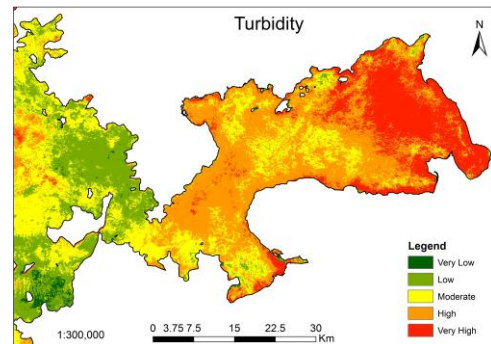 Turbidity
N
Legend
Very Low
Low
Moderate
High
Very High
1:300,000
0 3.75 7.5 15 22.5 30
Km